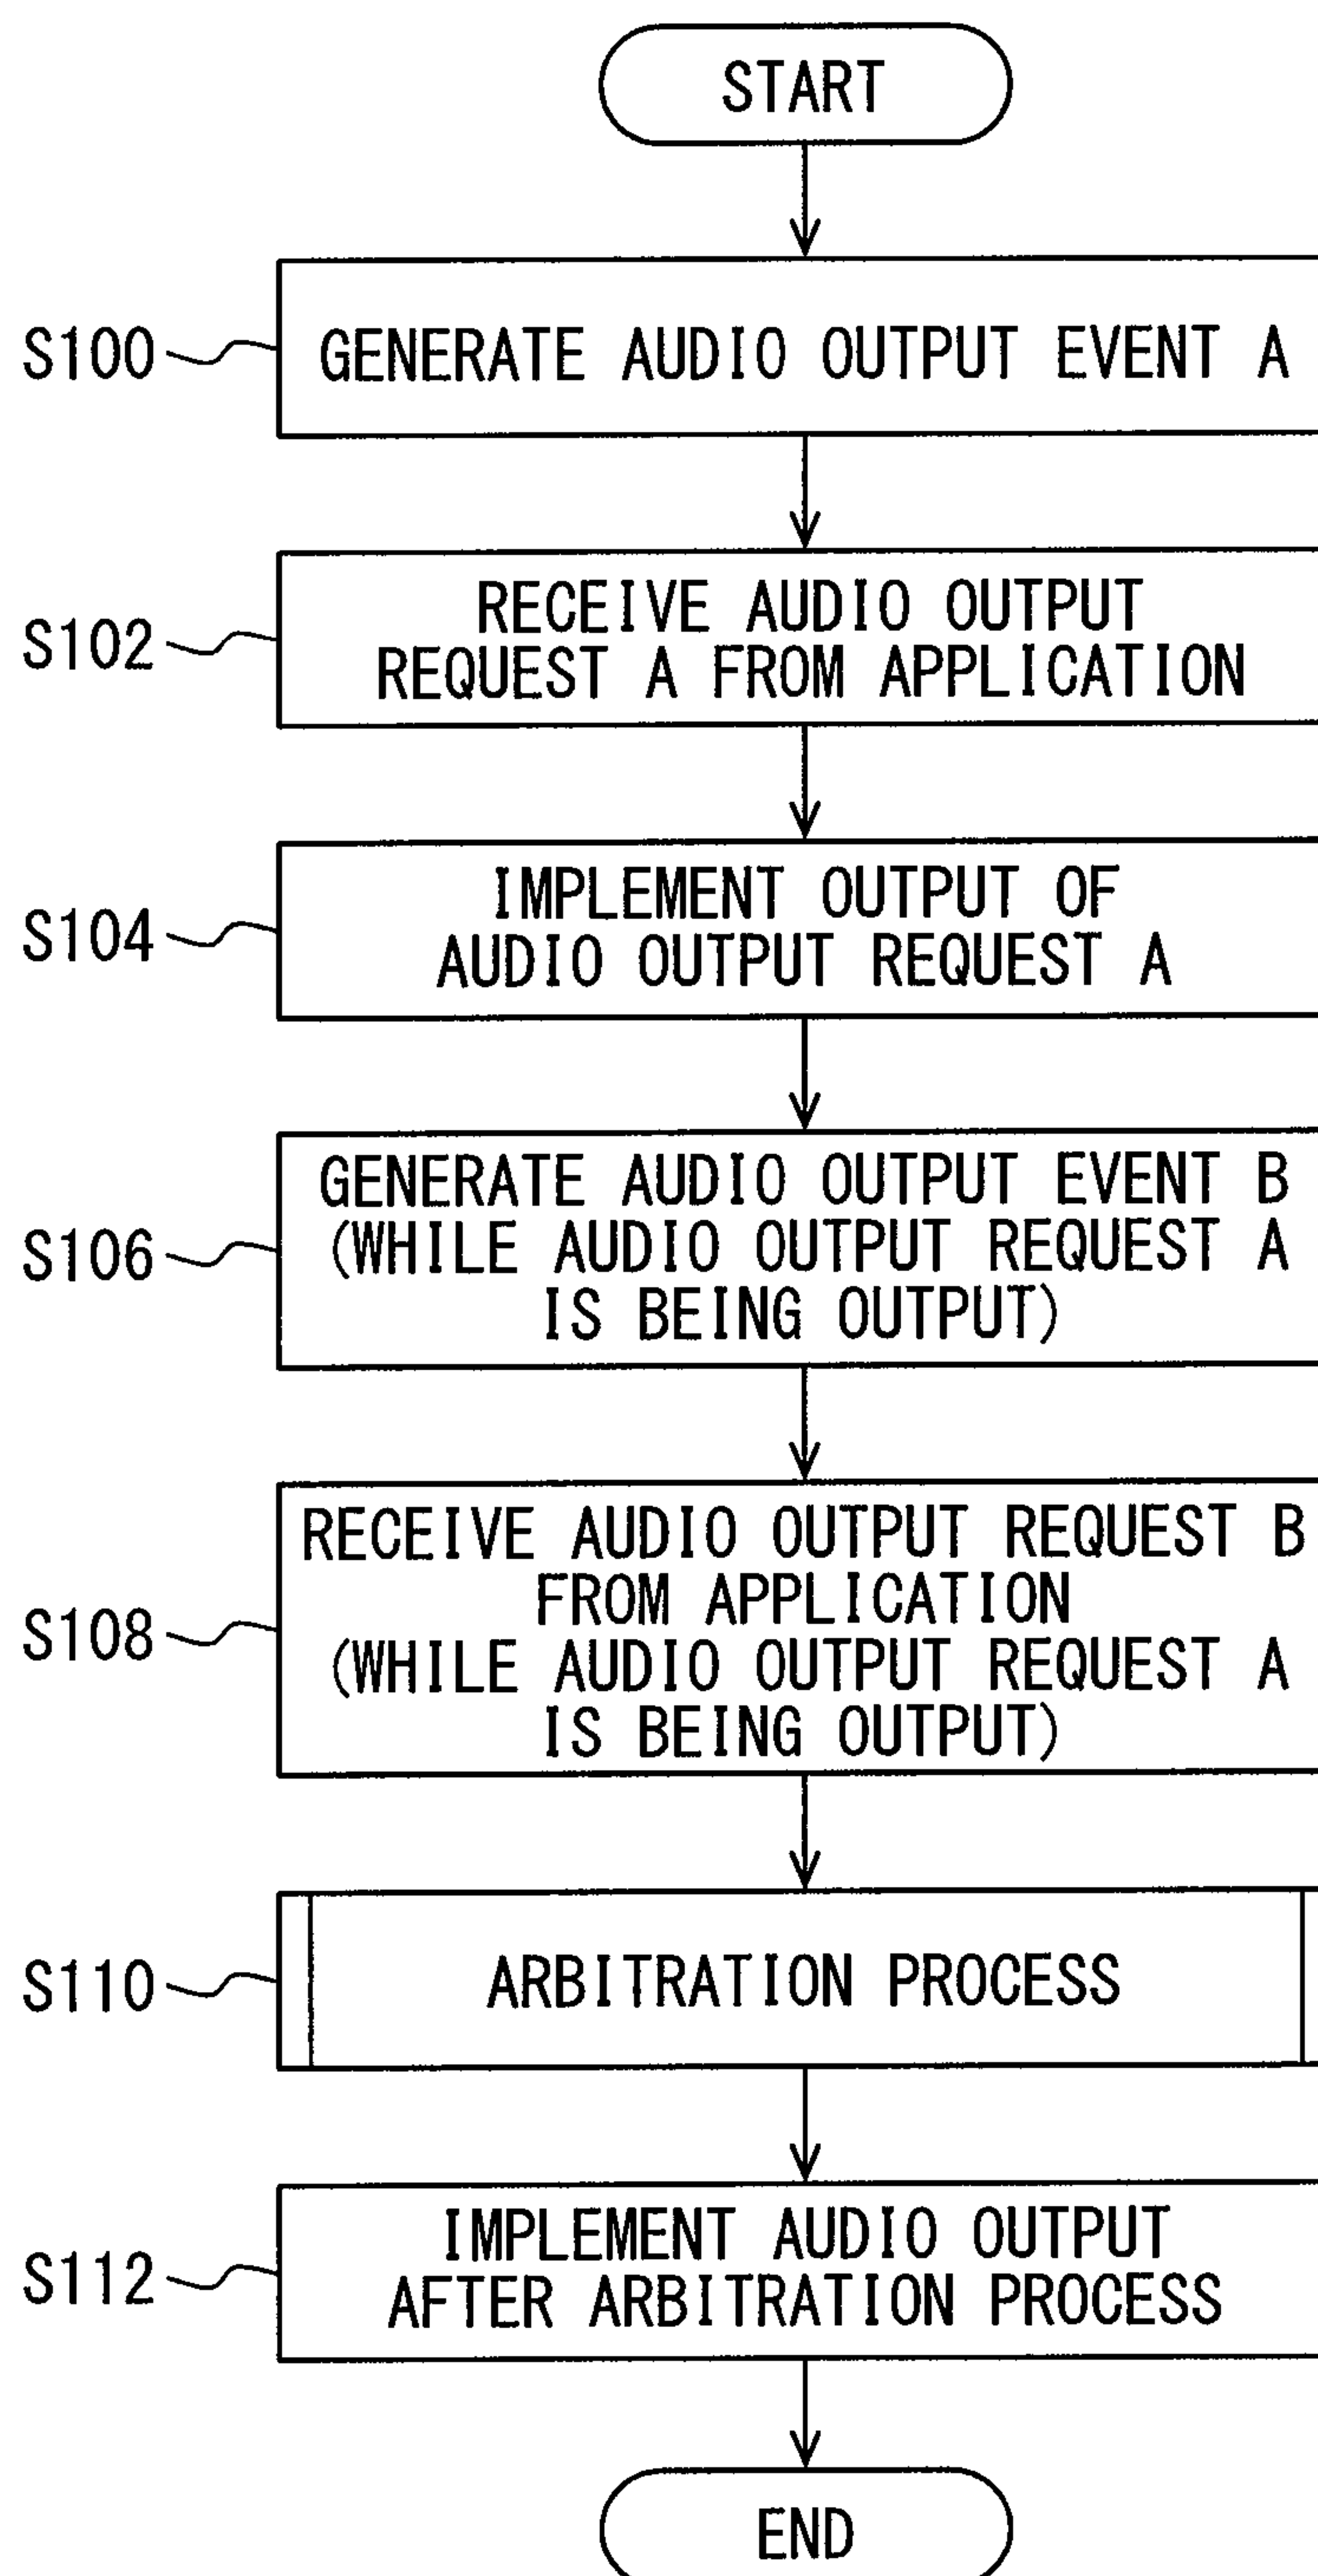 START
S100
GENERATE AUDIO OUTPUT EVENT A
S102
RECEIVE AUDIO OUTPUT
REQUEST A FROM APPLICATION
S104
IMPLEMENT OUTPUT OF
AUDIO OUTPUT REQUEST A
S106
GENERATE AUDIO OUTPUT EVENT B
(WHILE AUDIO OUTPUT REQUEST A
IS BEING OUTPUT)
S108
RECEIVE AUDIO OUTPUT REQUEST B
FROM APPLICATION
(WHILE AUDIO OUTPUT REQUEST A
IS BEING OUTPUT)
S110
ARBITRATION PROCESS
S112
IMPLEMENT AUDIO OUTPUT
AFTER ARBITRATION PROCESS
END